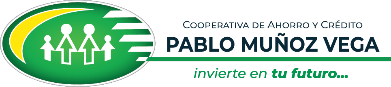 COOPERATIVA DE AHORRO Y CRÉDITO
PABLO MUÑOZ VEGA
invierte en tu futuro...